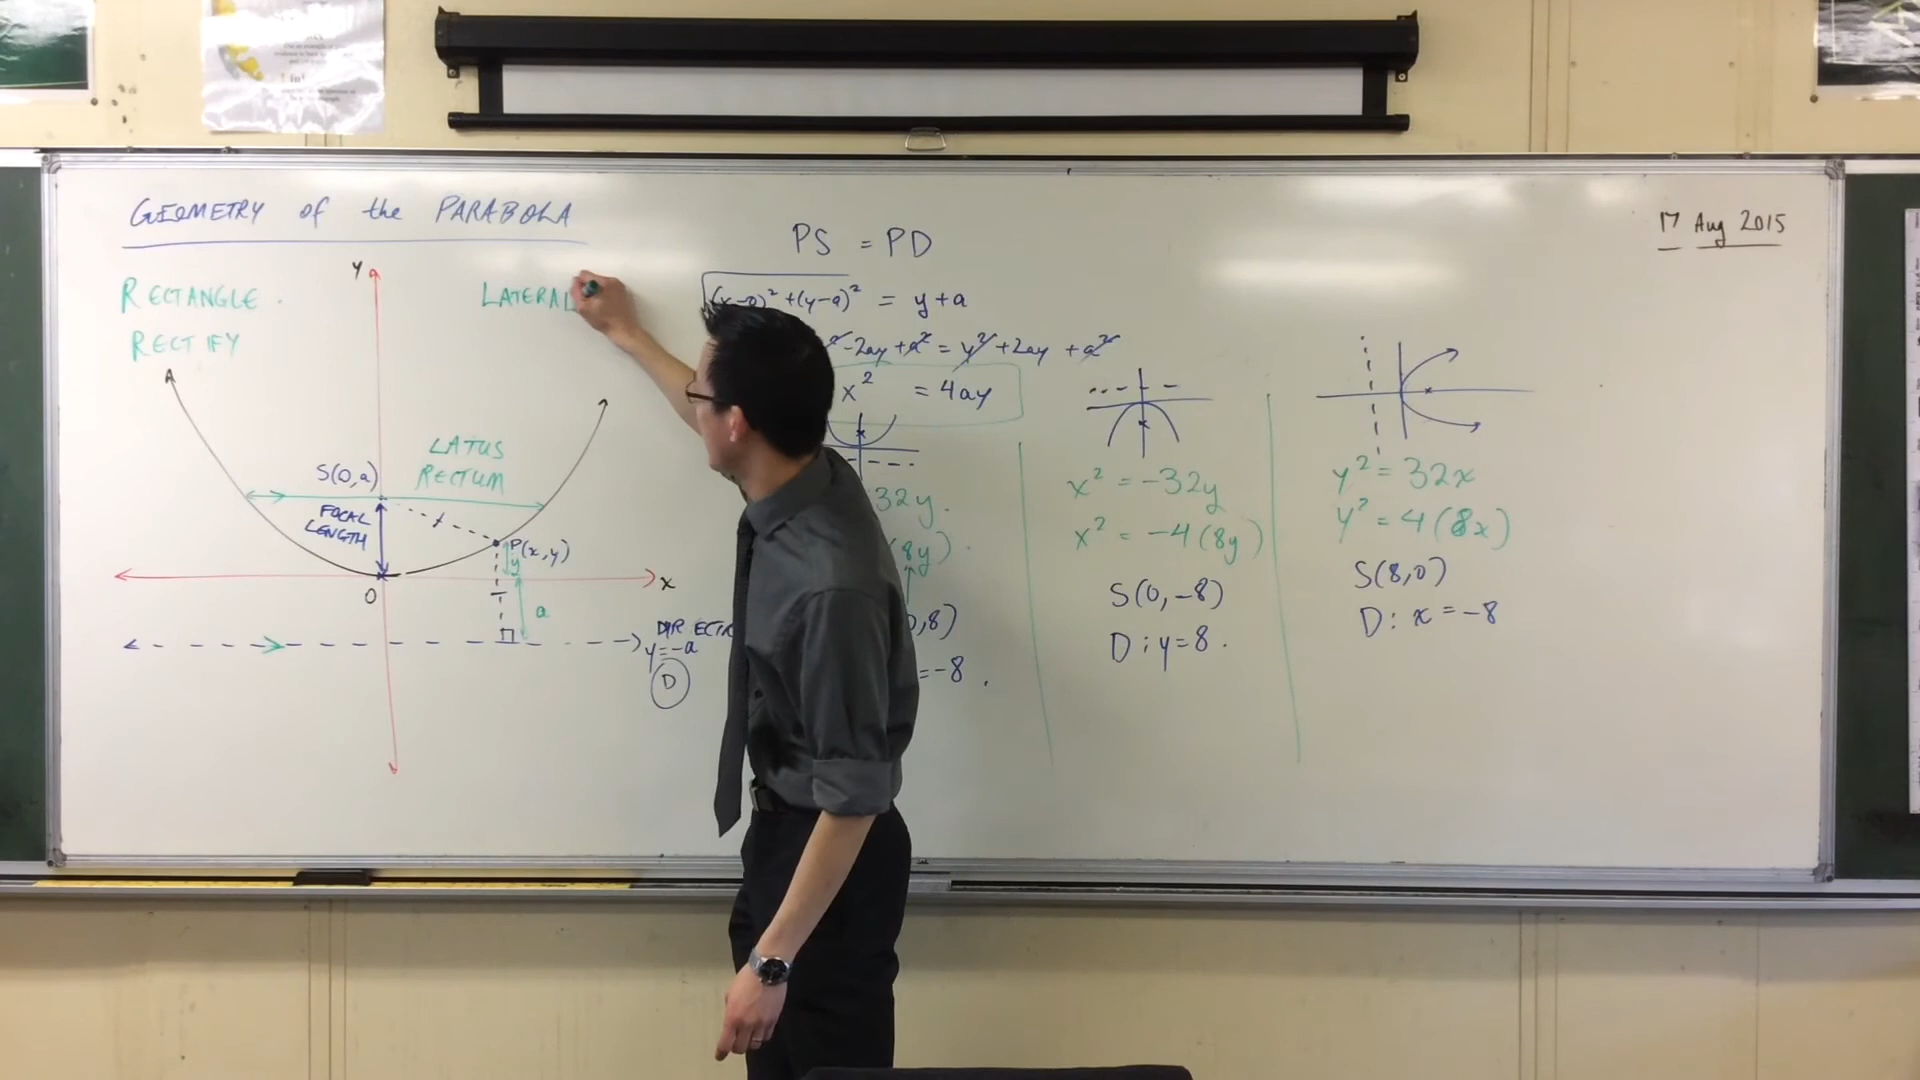 GEOMETRY of the PARABOLA
17 Aug 2015
RECTANGLE.
RECTIFY
LATERAL
Y
LATUS
RECTUM
S(0,a)
FOCAL
LENGTH
P(x,y)
y
x
0
a
y=-a
D
PS = PD
+(y-a)² = y+a
-2ay+a² = y²+2ay +a²
x² = 4ay
32y.
(8y).
,8)
=-8.
x² = -32y
x² = -4(8y)
S(0,-8)
D: y=8.
y² = 32x
y² = 4(8x)
S(8,0)
D: x=-8